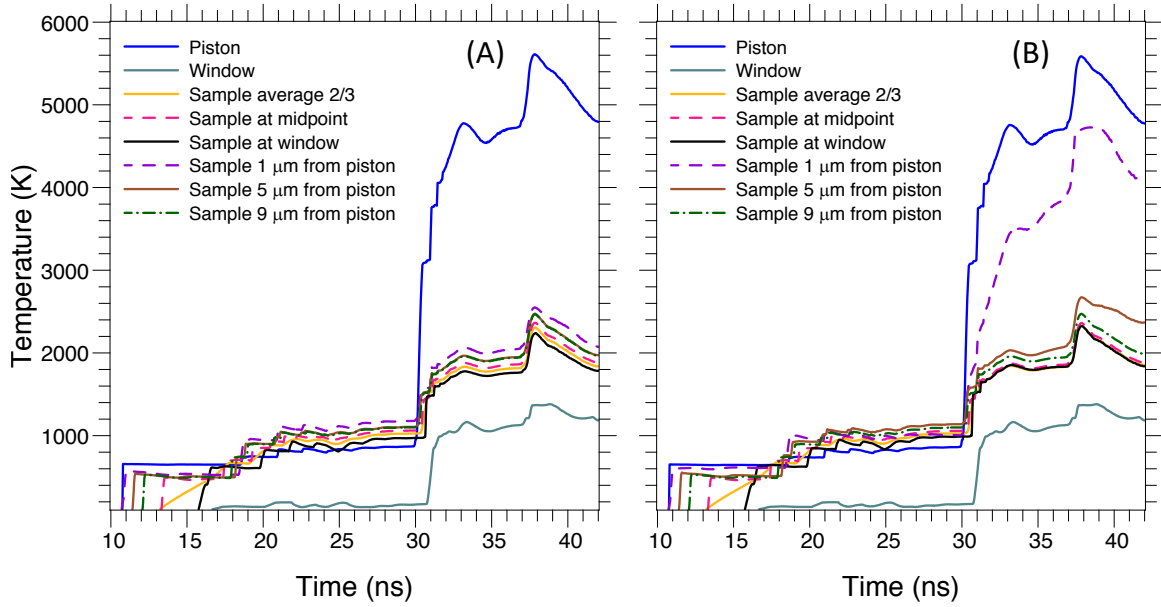 6000
5000
4000
3000
2000
1000
Temperature (K)
(A)
Piston
Window
Sample average 2/3
Sample at midpoint
Sample at window
Sample 1 μm from piston
Sample 5 μm from piston
Sample 9 μm from piston
10 15 20 25 30 35 40
Time (ns)
(B)
Piston
Window
Sample average 2/3
Sample at midpoint
Sample at window
Sample 1 μm from piston
Sample 5 μm from piston
Sample 9 μm from piston
10 15 20 25 30 35 40
Time (ns)